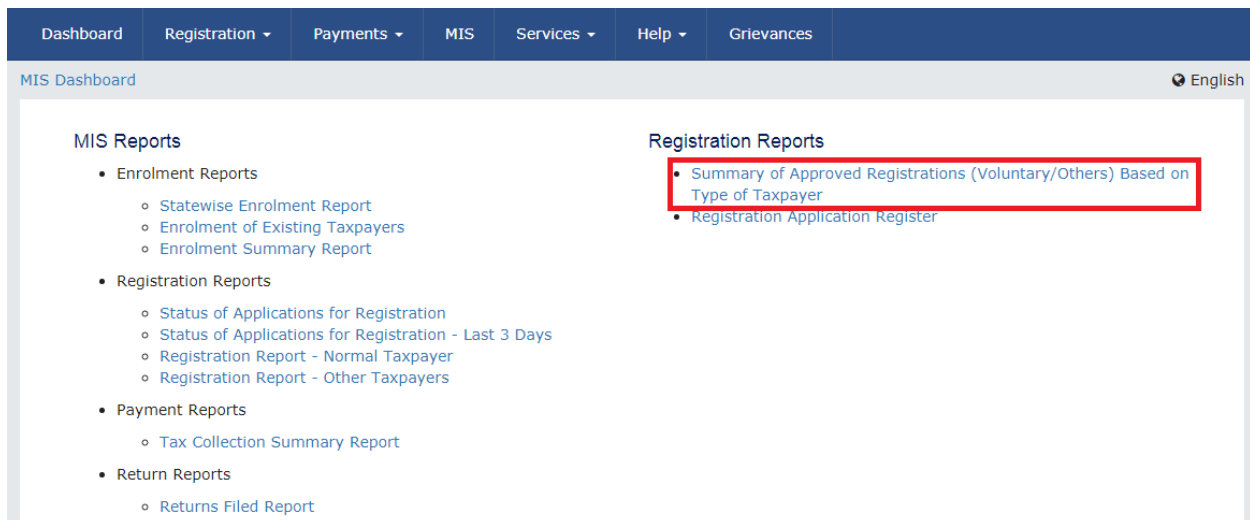 Dashboard Registration Payments MIS Services Help Grievances
MIS Dashboard
English
MIS Reports
Enrolment Reports
Statewise Enrolment Report
Enrolment of Existing Taxpayers
Enrolment Summary Report
Registration Reports
Status of Applications for Registration
Status of Applications for Registration - Last 3 Days
Registration Report - Normal Taxpayer
Registration Report - Other Taxpayers
Payment Reports
Tax Collection Summary Report
Return Reports
Returns Filed Report
Registration Reports
Summary of Approved Registrations (Voluntary/Others) Based on
Type of Taxpayer
Registration Application Register